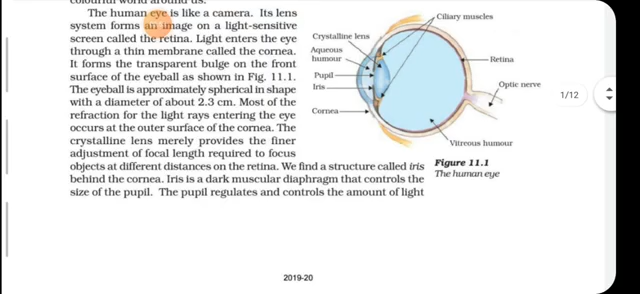 colourful world around us.
The human eye is like a camera. Its lens
system forms an image on a light-sensitive
screen called the retina. Light enters the eye
through a thin membrane called the cornea.
It forms the transparent bulge on the front
surface of the eyeball as shown in Fig. 11.1.
The eyeball is approximately spherical in shape
with a diameter of about 2.3 cm. Most of the
refraction for the light rays entering the eye
occurs at the outer surface of the cornea. The
crystalline lens merely provides the finer
adjustment of focal length required to focus
objects at different distances on the retina. We find a structure called iris
behind the cornea. Iris is a dark muscular diaphragm that controls the
size of the pupil. The pupil regulates and controls the amount of light
Ciliary muscles
Crystalline lens
Aqueous
humour
Pupil
Iris
Cornea
Retina
Optic nerve
Vitreous humour
Figure 11.1
The human eye
1/12
2019-20